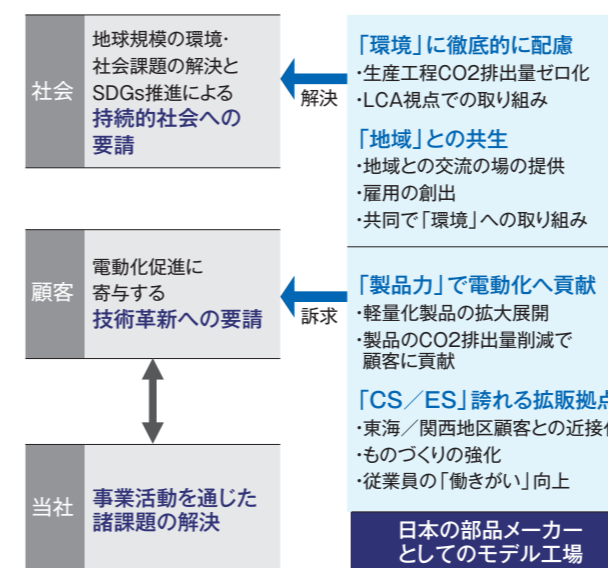 社会
地球規模の環境・
社会課題の解決と
SDGs推進による
持続的社会への
要請
解決
「環境」に徹底的に配慮
・生産工程CO2排出量ゼロ化
・LCA視点での取り組み
「地域」との共生
・地域との交流の場の提供
・雇用の創出
・共同で「環境」への取り組み
顧客
電動化促進に
寄与する
技術革新への要請
訴求
「製品力」で電動化へ貢献
・軽量化製品の拡大展開
・製品のCO2排出量削減で
顧客に貢献
「CS／ES」誇れる拡販拠点
・東海／関西地区顧客との近接
・ものづくりの強化
・従業員の「働きがい」向上
当社
事業活動を通じた
諸課題の解決
日本の部品メーカー
としてのモデル工場